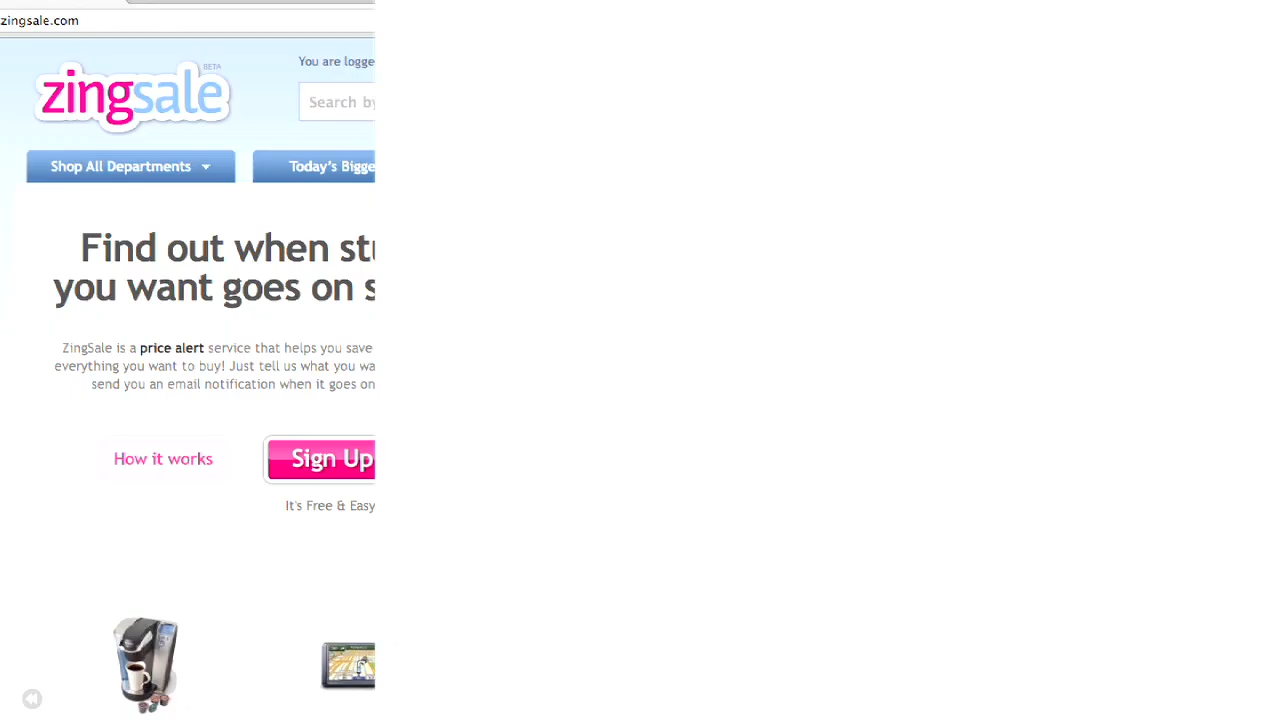 zingsale.com
BETA
You are logge
zingsale
Search by
Shop All Departments
Today's Bigge
Find out when stu
you want goes on s
ZingSale is a price alert service that helps you save
everything you want to buy! Just tell us what you wa
send you an email notification when it goes on
How it works
Sign Up
It's Free & Easy